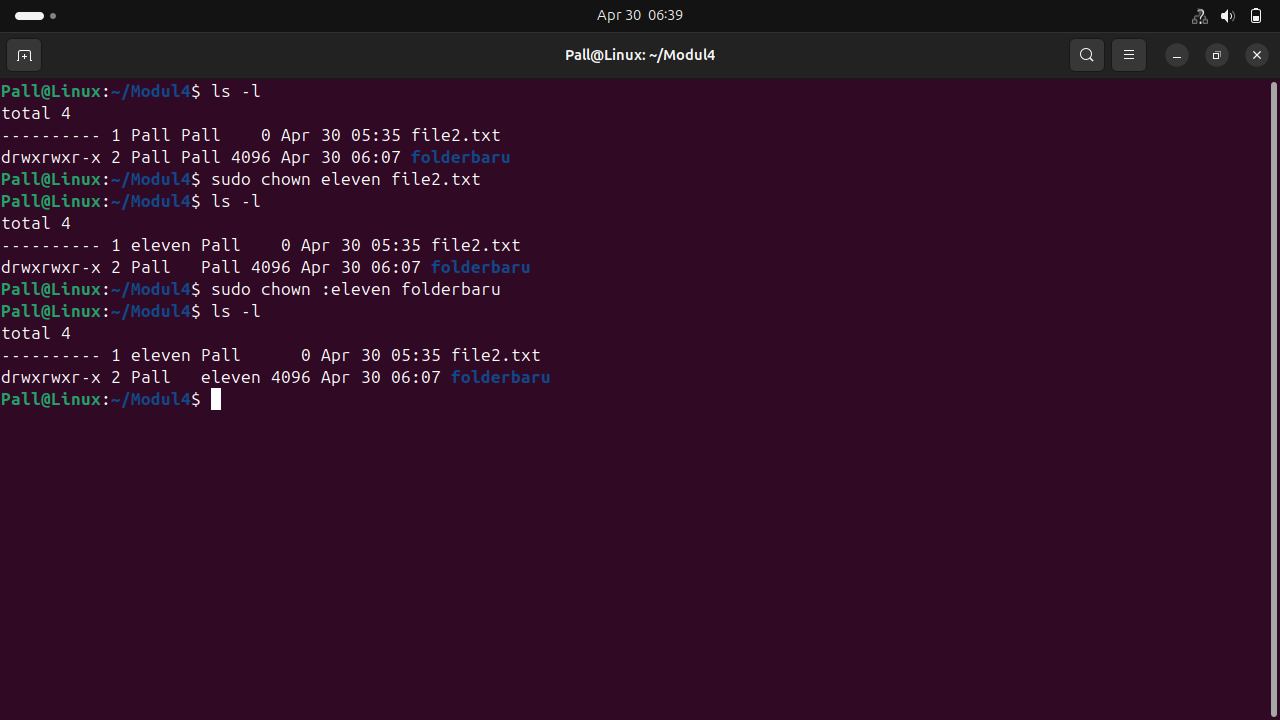 Apr 30  06:39
Pall@Linux: ~/Modul4
Pall@Linux:~/Modul4$ ls -l
total 4
---------- 1 Pall Pall    0 Apr 30 05:35 file2.txt
drwxrwxr-x 2 Pall Pall 4096 Apr 30 06:07 folderbaru
Pall@Linux:~/Modul4$ sudo chown eleven file2.txt
Pall@Linux:~/Modul4$ ls -l
total 4
---------- 1 eleven Pall    0 Apr 30 05:35 file2.txt
drwxrwxr-x 2 Pall   Pall 4096 Apr 30 06:07 folderbaru
Pall@Linux:~/Modul4$ sudo chown :eleven folderbaru
Pall@Linux:~/Modul4$ ls -l
total 4
---------- 1 eleven Pall      0 Apr 30 05:35 file2.txt
drwxrwxr-x 2 Pall   eleven 4096 Apr 30 06:07 folderbaru
Pall@Linux:~/Modul4$